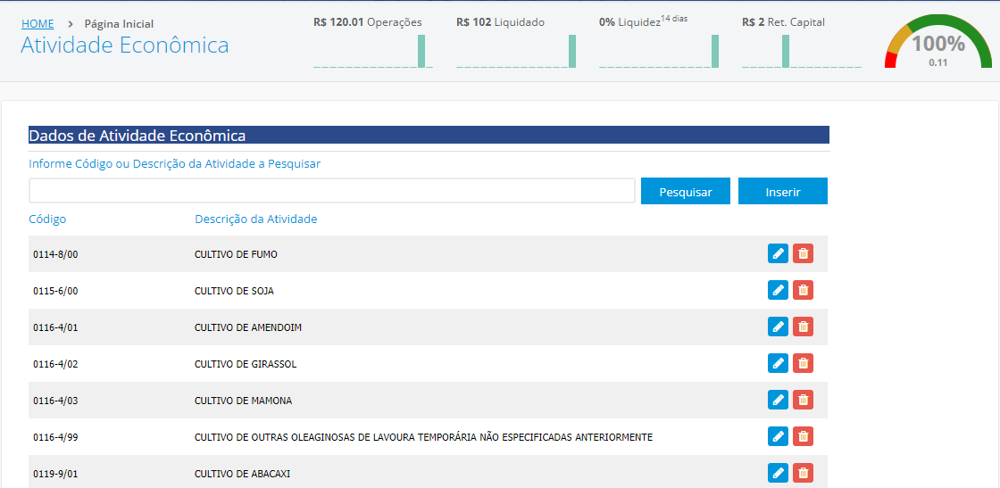 HOME > Página Inicial
Atividade Econômica
R$ 120.01 Operações
R$ 102 Liquidado
0% Liquidez 14 dias
R$ 2 Ret. Capital
100%
0.11
Dados de Atividade Econômica
Informe Código ou Descrição da Atividade a Pesquisar
Pesquisar Inserir
Código Descrição da Atividade
0114-8/00 CULTIVO DE FUMO
0115-6/00 CULTIVO DE SOJA
0116-4/01 CULTIVO DE AMENDOIM
0116-4/02 CULTIVO DE GIRASSOL
0116-4/03 CULTIVO DE MAMONA
0116-4/99 CULTIVO DE OUTRAS OLEAGINOSAS DE LAVOURA TEMPORÁRIA NÃO ESPECIFICADAS ANTERIORMENTE
0119-9/01 CULTIVO DE ABACAXI